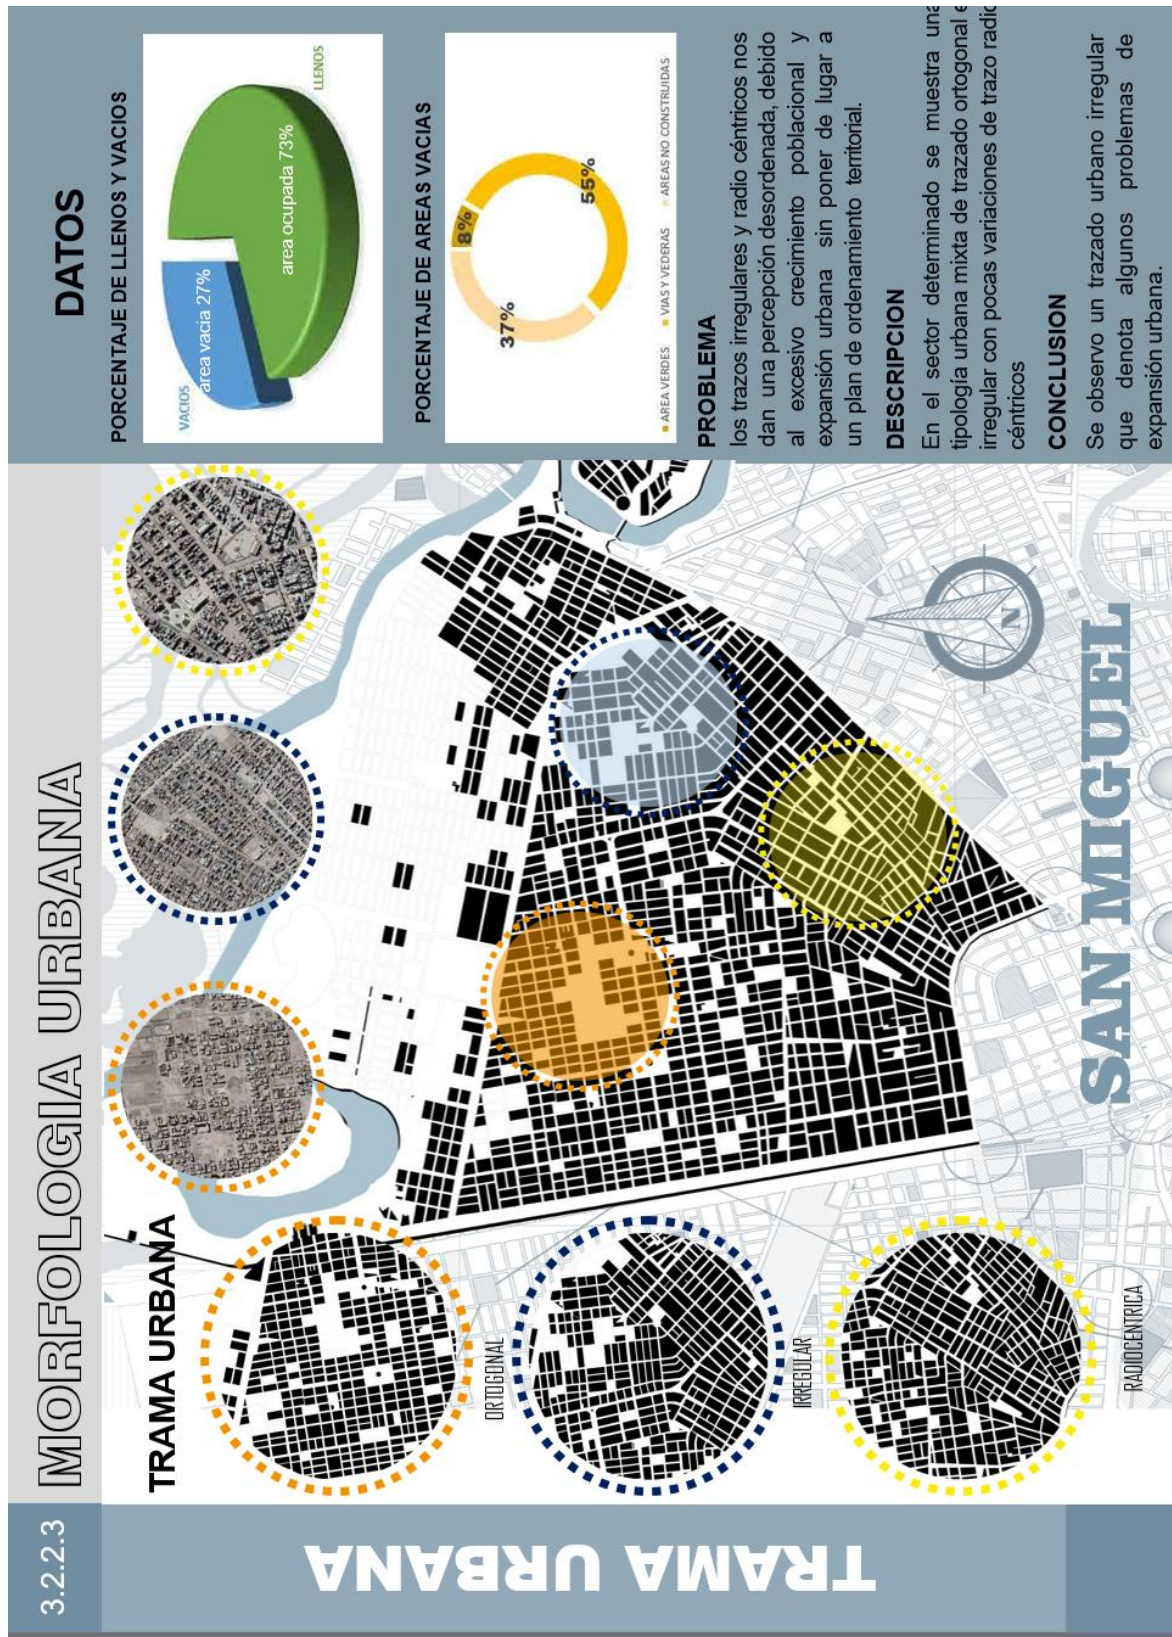 3.2.2.3
MORFOLOGIA URBANA
TRAMA URBANA
TRAMA URBANA
ORTOGONAL
IRREGULAR
RADIOCENTRICA
N
SAN MIGUEL
DATOS
PORCENTAJE DE LLENOS Y VACIOS
VACIOS
area vacia 27%
area ocupada 73%
LLENOS
PORCENTAJE DE AREAS VACIAS
8%
37%
55%
AREA VERDES
VIAS Y VEDERAS
AREAS NO CONSTRUIDAS
PROBLEMA
los trazos irregulares y radio céntricos nos
dan una percepción desordenada, debido
al excesivo crecimiento poblacional y
expansión urbana sin poner de lugar a
un plan de ordenamiento territorial.
DESCRIPCION
En el sector determinado se muestra una
tipología urbana almixta de trazado ortogonal e
irregular con pocas variaciones de trazo radio
céntricos
CONCLUSION
Se observo un trazado urbano irregular
que denota algunos problemas de
expansión urbana.